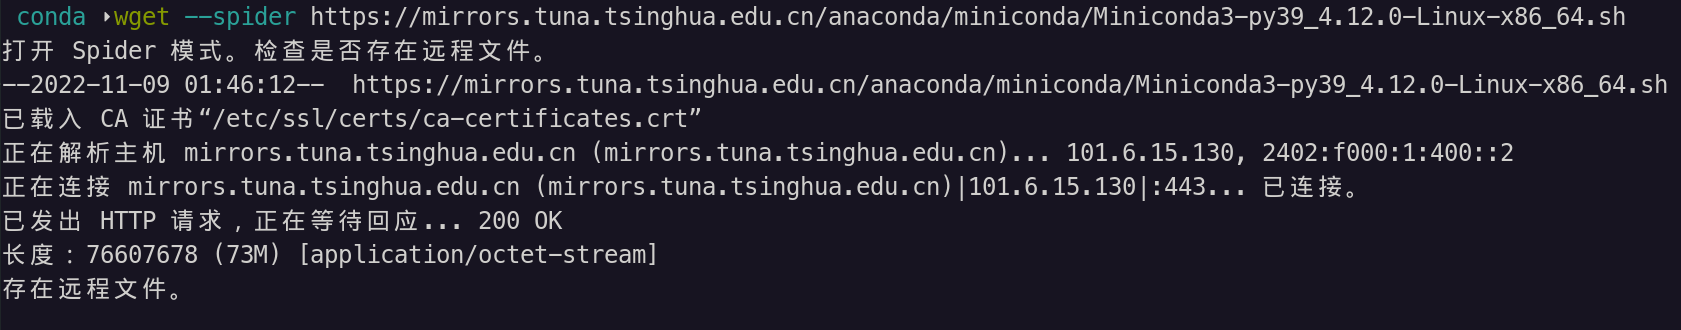 conda ▸wget --spider https://mirrors.tuna.tsinghua.edu.cn/anaconda/miniconda/Miniconda3-py39_4.12.0-Linux-x86_64.sh
打开 Spider 模式。检查是否存在远程文件。
--2022-11-09 01:46:12--  https://mirrors.tuna.tsinghua.edu.cn/anaconda/miniconda/Miniconda3-py39_4.12.0-Linux-x86_64.sh
已载入 CA 证书“/etc/ssl/certs/ca-certificates.crt”
正在解析主机 mirrors.tuna.tsinghua.edu.cn (mirrors.tuna.tsinghua.edu.cn)... 101.6.15.130, 2402:f000:1:400::2
正在连接 mirrors.tuna.tsinghua.edu.cn (mirrors.tuna.tsinghua.edu.cn)|101.6.15.130|:443... 已连接。
已发出 HTTP 请求，正在等待回应... 200 OK
长度：76607678 (73M) [application/octet-stream]
存在远程文件。